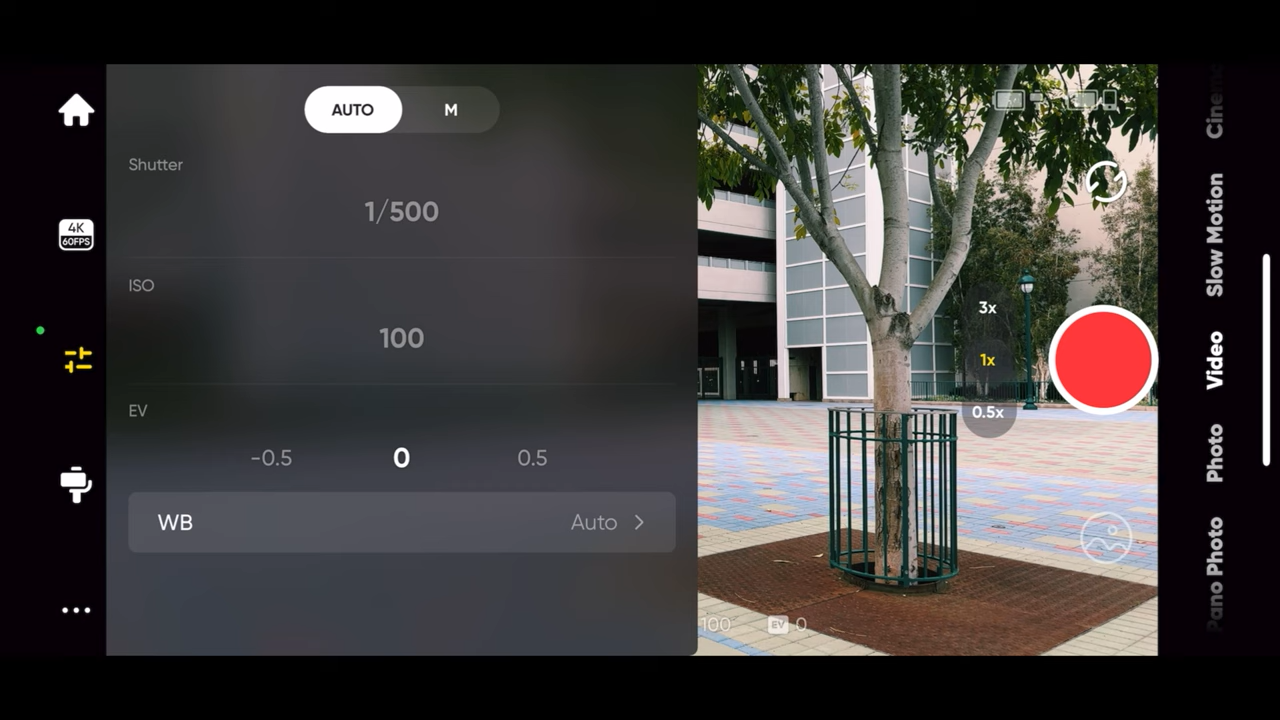 AUTO
M
Shutter
1/500
ISO
100
EV
-0.5
0
0.5
WB
Auto
4K
60FPS
3x
1x
0.5x
100
EV 0
Slow Motion
Video
Photo
Pano Photo